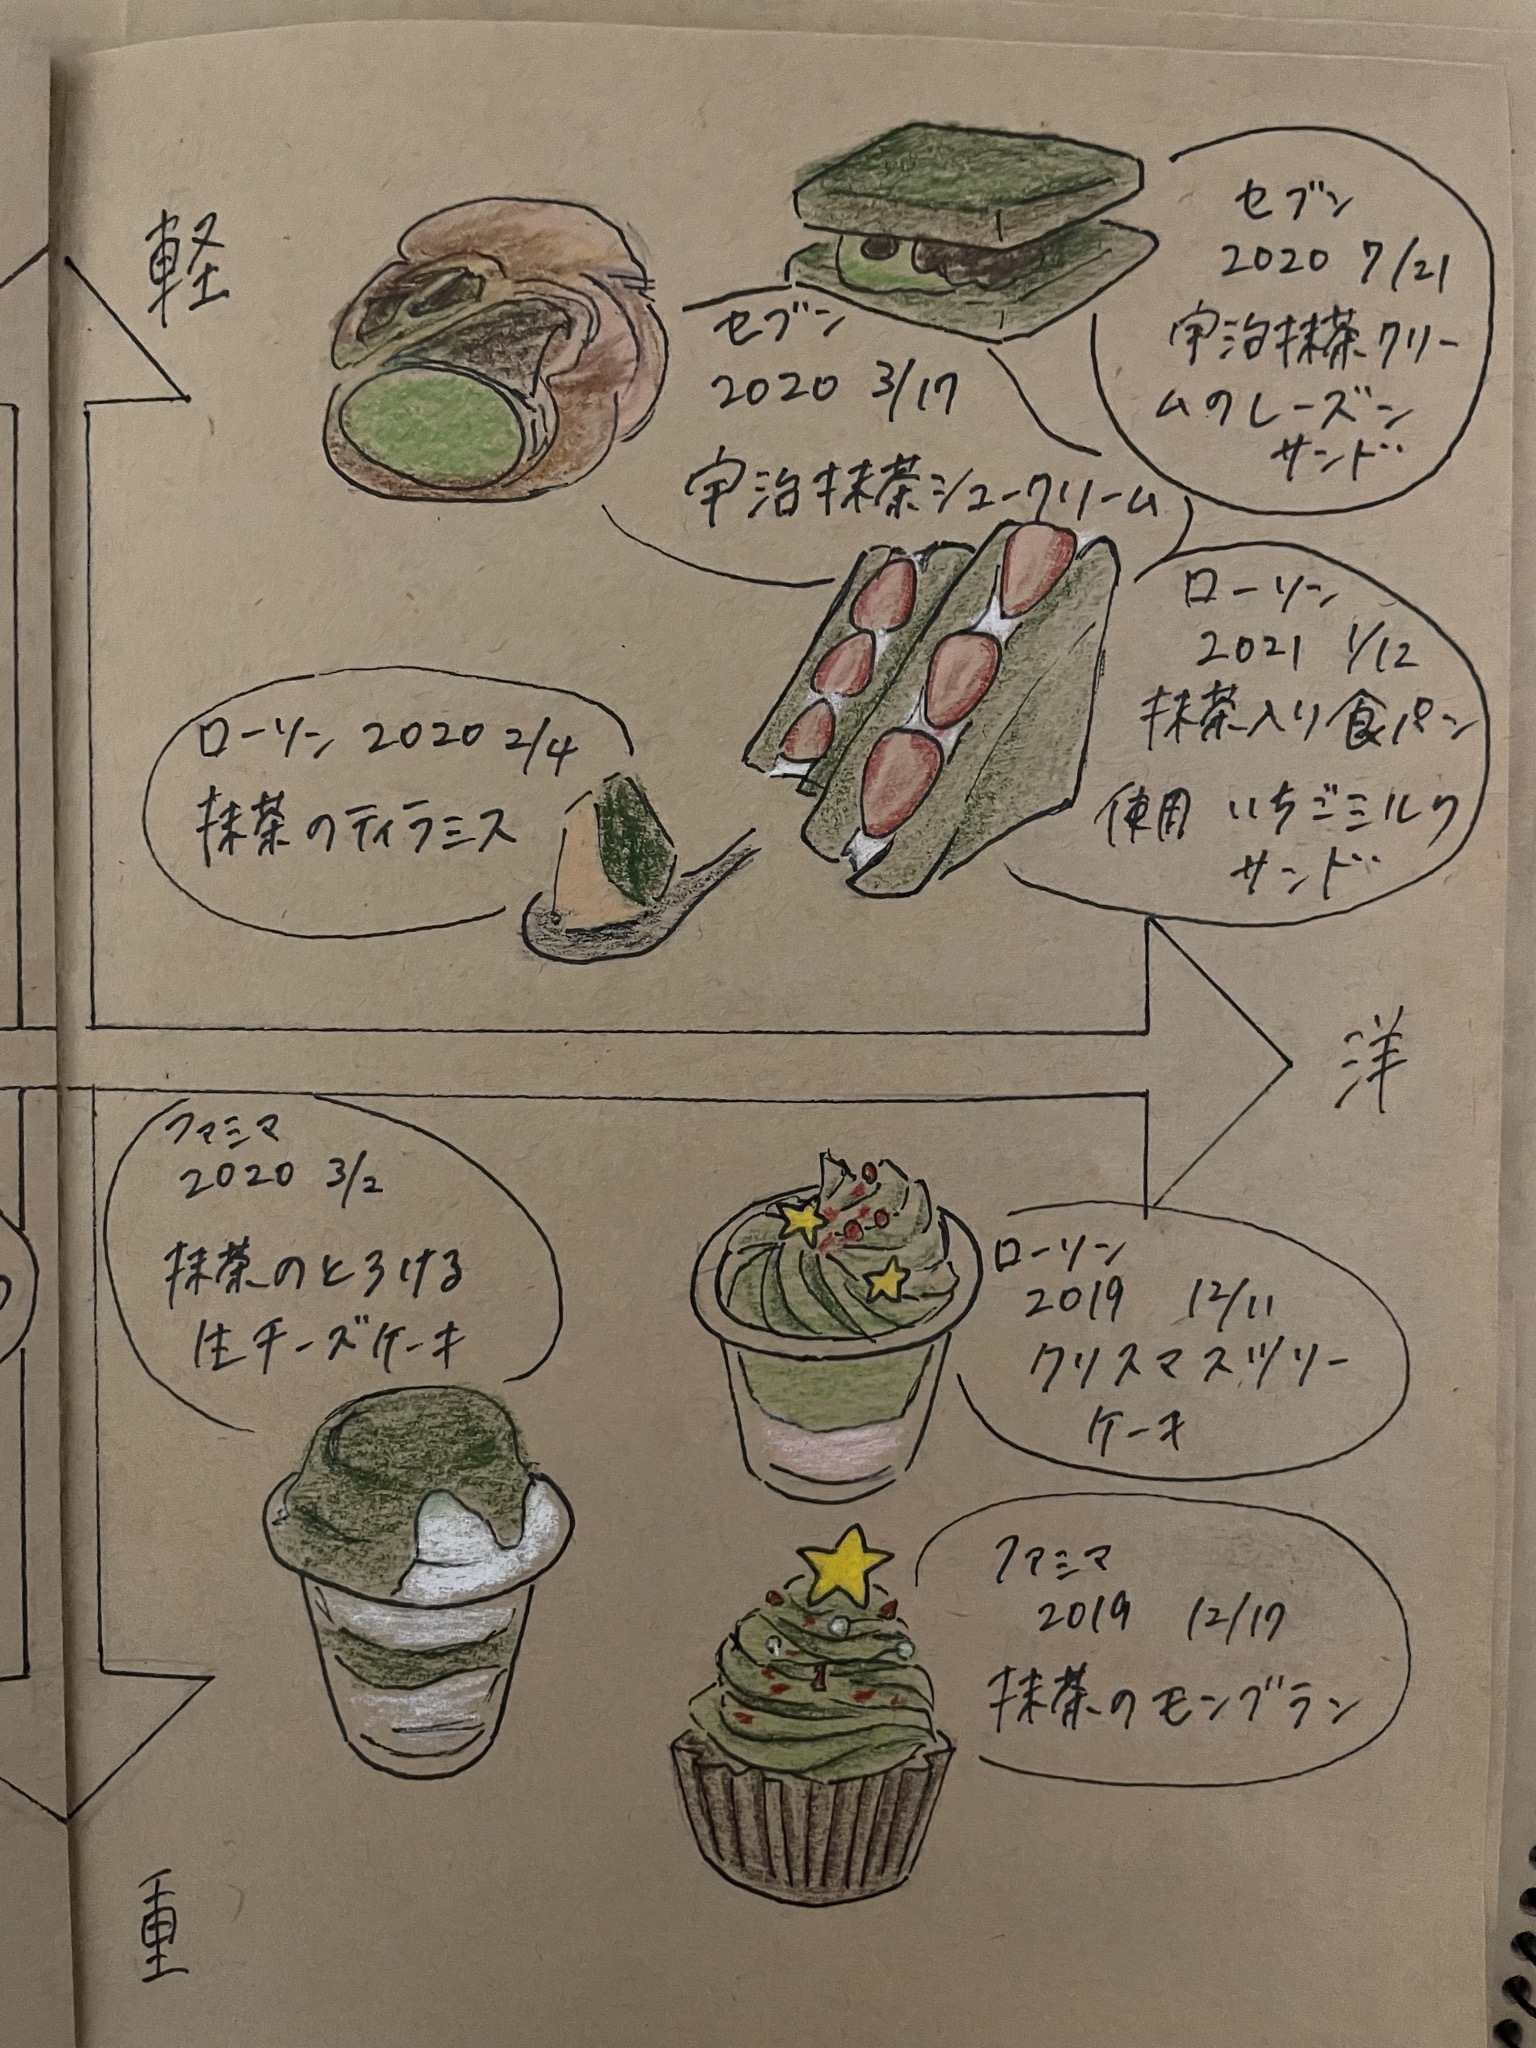 軽
セブン
2020 7/21
宇治抹茶クリー
ムのレーズン
サンド
セブン
2020 3/17
宇治抹茶シュークリーム
ローソン
2021 1/12
抹茶入り食パン
使用 いちごミルク
サンド
ローソン 2020 2/4
抹茶のティラミス
洋
ファミマ
2020 3/2
抹茶のとろける
生チーズケーキ
ローソン
2019 12/11
クリスマスツリー
ケーキ
ファミマ
2019 12/17
抹茶のモンブラン
重